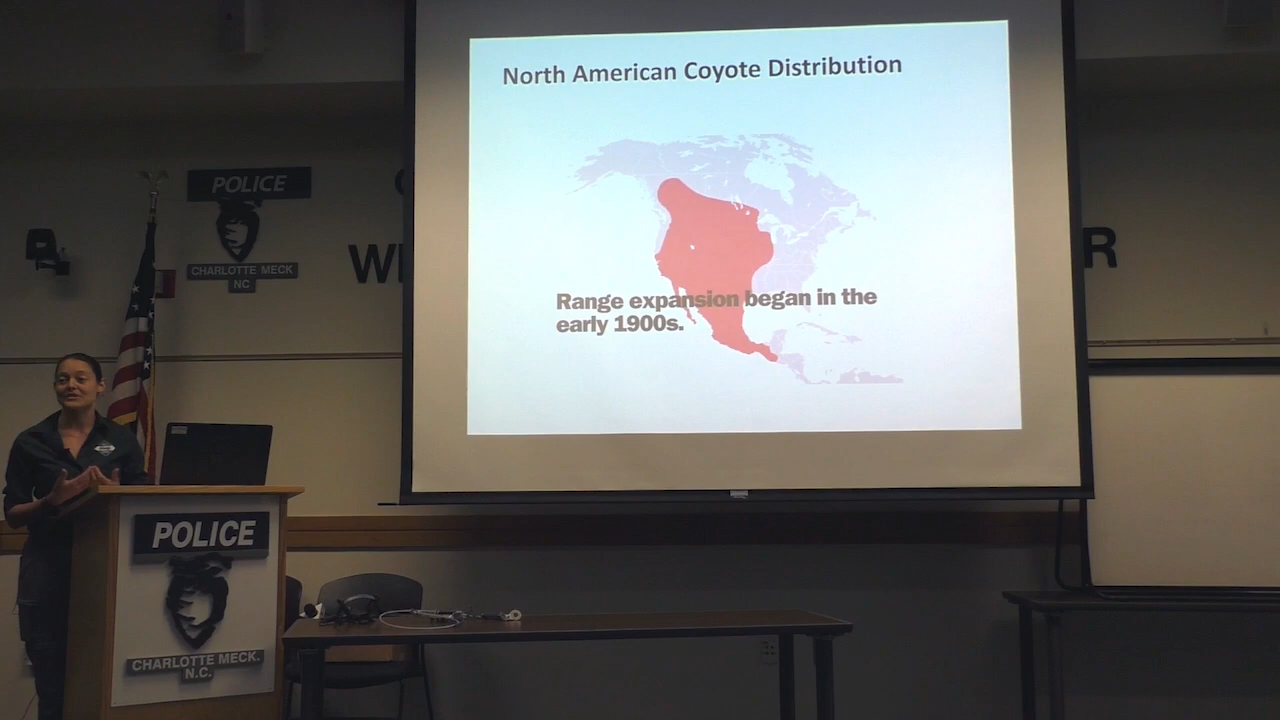 North American Coyote Distribution
Range expansion began in the
early 1900s.
POLICE
CHARLOTTE MECK
NC
R
POLICE
CHARLOTTE MECK.
N.C.